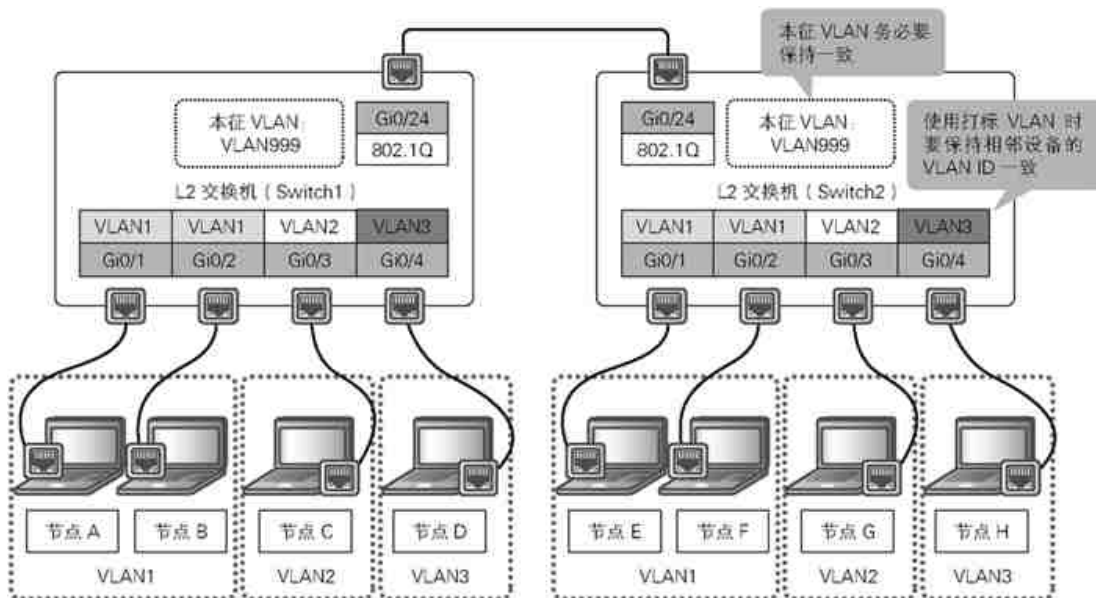 本征 VLAN 务必要
保持一致
本征 VLAN：
VLAN999
Gi0/24
802.1Q
L2 交换机（Switch1）
VLAN1
VLAN1
VLAN2
VLAN3
Gi0/1
Gi0/2
Gi0/3
Gi0/4
Gi0/24
802.1Q
本征 VLAN：
VLAN999
使用打标 VLAN 时
要保持相邻设备的
VLAN ID 一致
L2 交换机（Switch2）
VLAN1
VLAN1
VLAN2
VLAN3
Gi0/1
Gi0/2
Gi0/3
Gi0/4
节点 A
节点 B
节点 C
节点 D
VLAN1
VLAN2
VLAN3
节点 E
节点 F
节点 G
节点 H
VLAN1
VLAN2
VLAN3